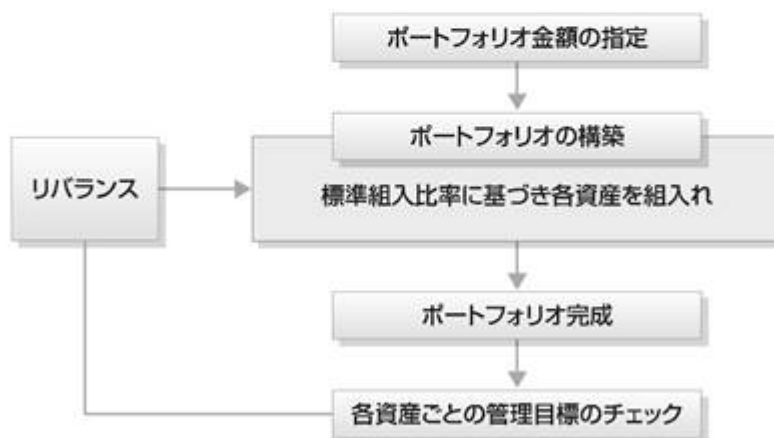 ポートフォリオ金額の指定
ポートフォリオの構築
リバランス
標準組入比率に基づき各資産を組入れ
ポートフォリオ完成
各資産ごとの管理目標のチェック